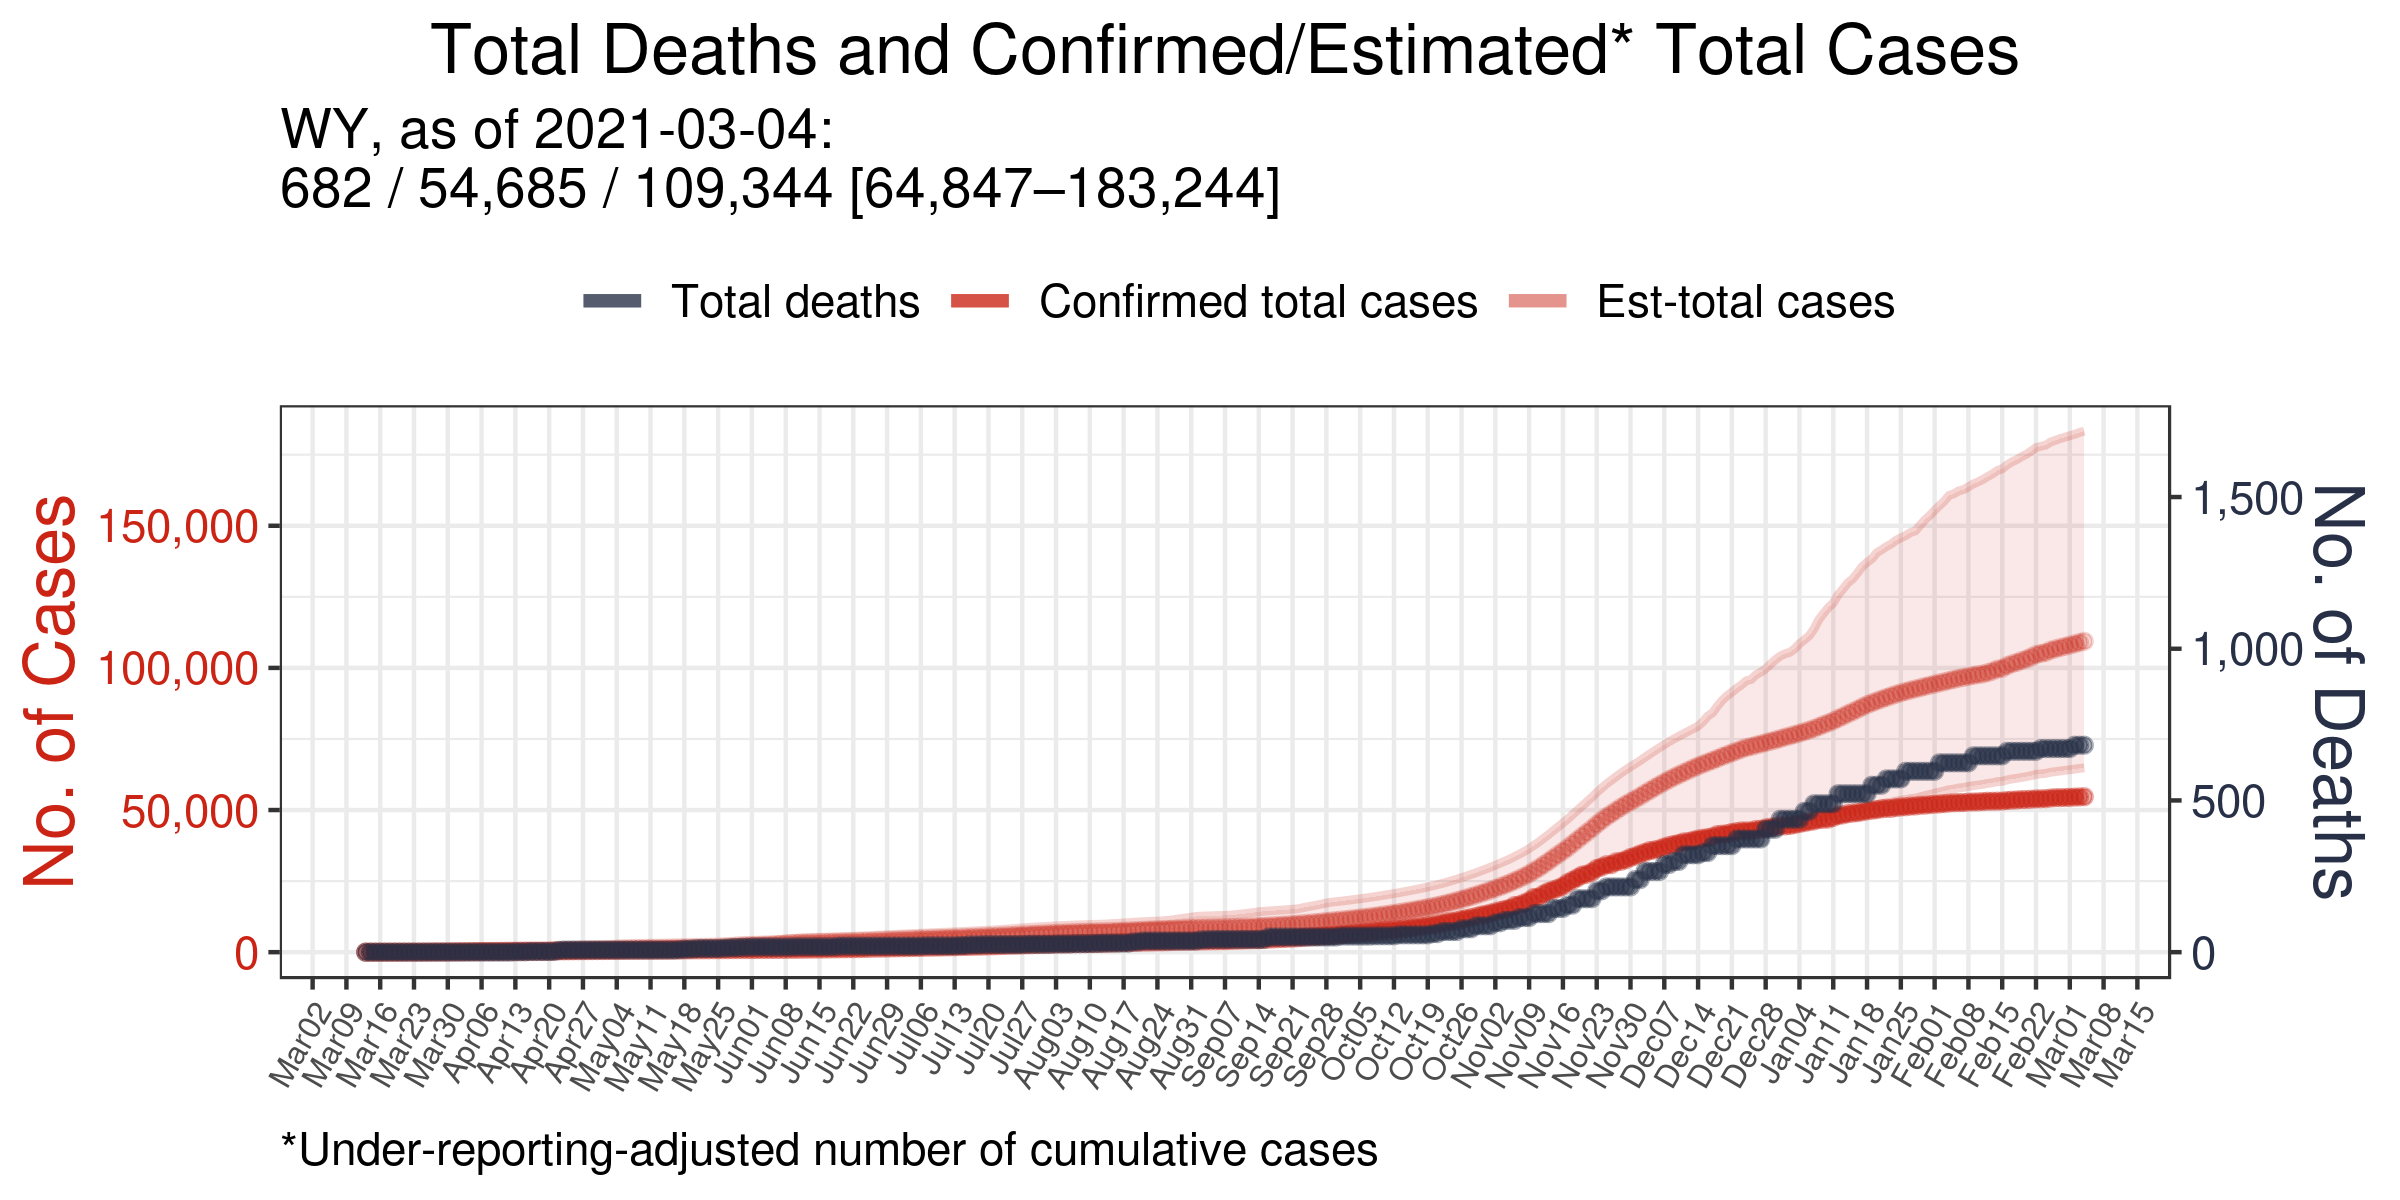 Total Deaths and Confirmed/Estimated* Total Cases
WY, as of 2021-03-04:
682 / 54,685 / 109,344 [64,847–183,244]
Total deaths
Confirmed total cases
Est-total cases
No. of Cases
150,000
100,000
50,000
0
1,500
1,000
500
0
No. of Deaths
Mar02
Mar09
Mar16
Mar23
Mar30
Apr06
Apr13
Apr20
Apr27
May04
May11
May18
May25
Jun01
Jun08
Jun15
Jun22
Jun29
Jul06
Jul13
Jul20
Jul27
Aug03
Aug10
Aug17
Aug24
Aug31
Sep07
Sep14
Sep21
Sep28
Oct05
Oct12
Oct19
Oct26
Nov02
Nov09
Nov16
Nov23
Nov30
Dec07
Dec14
Dec21
Dec28
Jan04
Jan11
Jan18
Jan25
Feb01
Feb08
Feb15
Feb22
Mar01
Mar08
Mar15
*Under-reporting-adjusted number of cumulative cases